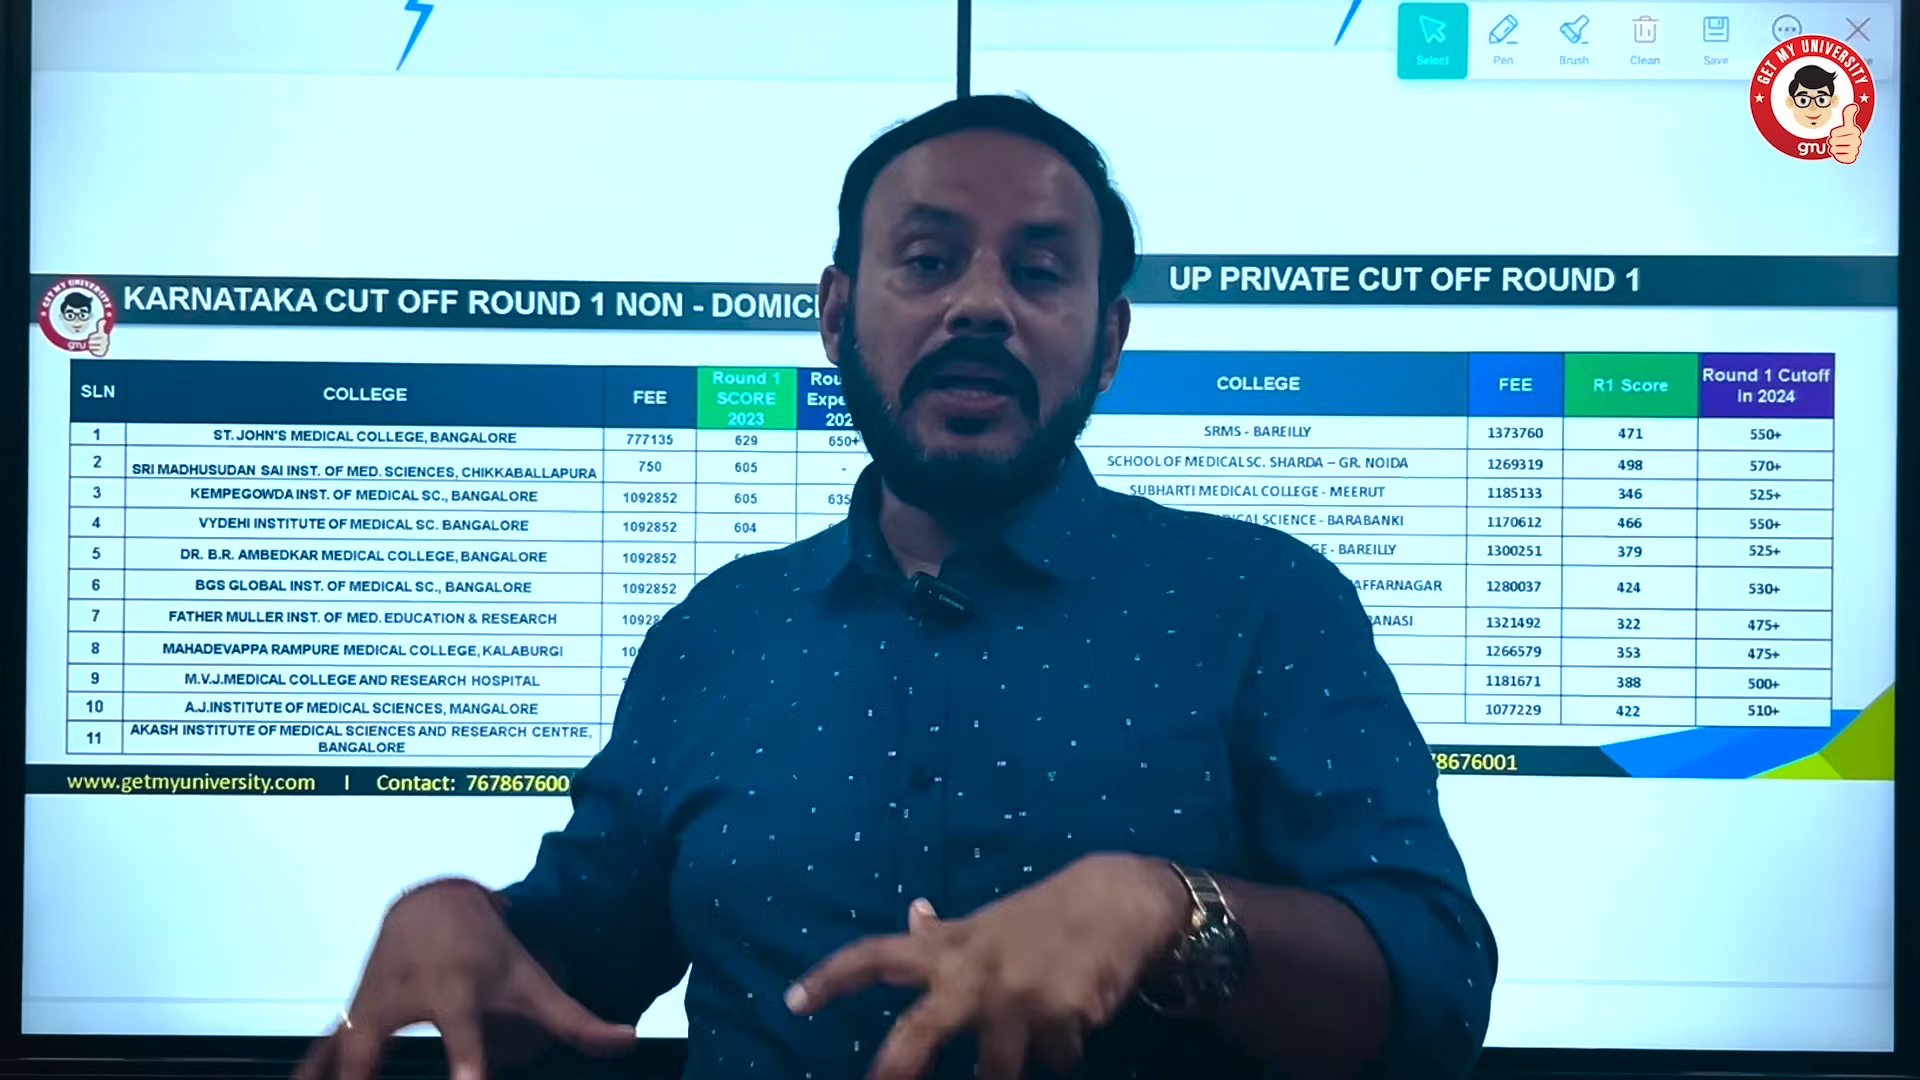 Select
Pen
Brush
Clean
Save
GET MY UNIVERSITY
gmu
KARNATAKA CUT OFF ROUND 1 NON - DOMICI
SLN COLLEGE FEE Round 1 SCORE 2023
1 ST. JOHN'S MEDICAL COLLEGE, BANGALORE 777135 629 650+
2 SRI MADHUSUDAN SAI INST. OF MED. SCIENCES, CHIKKABALLAPURA 750 605 -
3 KEMPEGOWDA INST. OF MEDICAL SC., BANGALORE 1092852 605 635
4 VYDEHI INSTITUTE OF MEDICAL SC. BANGALORE 1092852 604
5 DR. B.R. AMBEDKAR MEDICAL COLLEGE, BANGALORE 1092852
6 BGS GLOBAL INST. OF MEDICAL SC., BANGALORE 1092852
7 FATHER MULLER INST. OF MED. EDUCATION & RESEARCH 1092
8 MAHADEVAPPA RAMPURE MEDICAL COLLEGE, KALABURGI
9 M.V.J.MEDICAL COLLEGE AND RESEARCH HOSPITAL
10 A.J.INSTITUTE OF MEDICAL SCIENCES, MANGALORE
11 AKASH INSTITUTE OF MEDICAL SCIENCES AND RESEARCH CENTRE,
BANGALORE
www.getmyuniversity.com I Contact: 767867600
UP PRIVATE CUT OFF ROUND 1
COLLEGE FEE R1 Score Round 1 Cutoff in 2024
SRMS - BAREILLY 1373760 471 550+
SCHOOL OF MEDICAL SC. SHARDA – GR. NOIDA 1269319 498 570+
SUBHARTI MEDICAL COLLEGE - MEERUT 1185133 346 525+
SCIENCE - BARABANKI 1170612 466 550+
GE - BAREILLY 1300251 379 525+
AFFARNAGAR 1280037 424 530+
ANASI 1321492 322 475+
1266579 353 475+
1181671 388 500+
1077229 422 510+
78676001